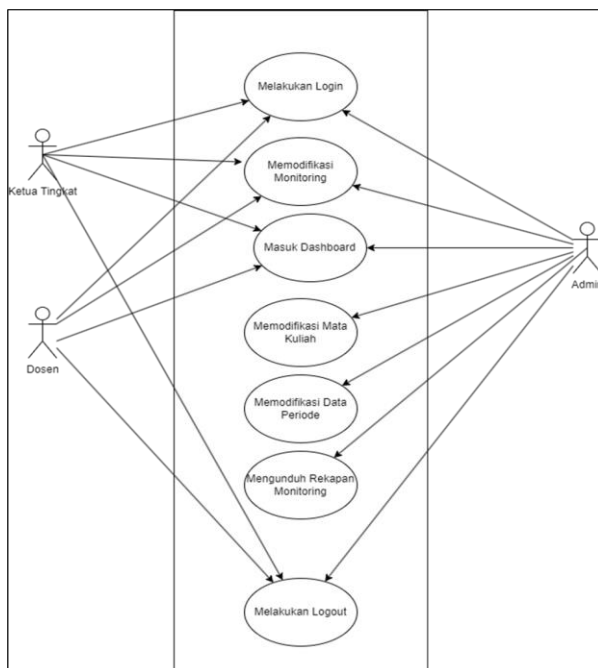 Melakukan Login
Memodifikasi
Monitoring
Ketua Tingkat
Masuk Dashboard
Admin
Memodifikasi Mata
Kuliah
Dosen
Memodifikasi Data
Periode
Mengunduh Rekapan
Monitoring
Melakukan Logout